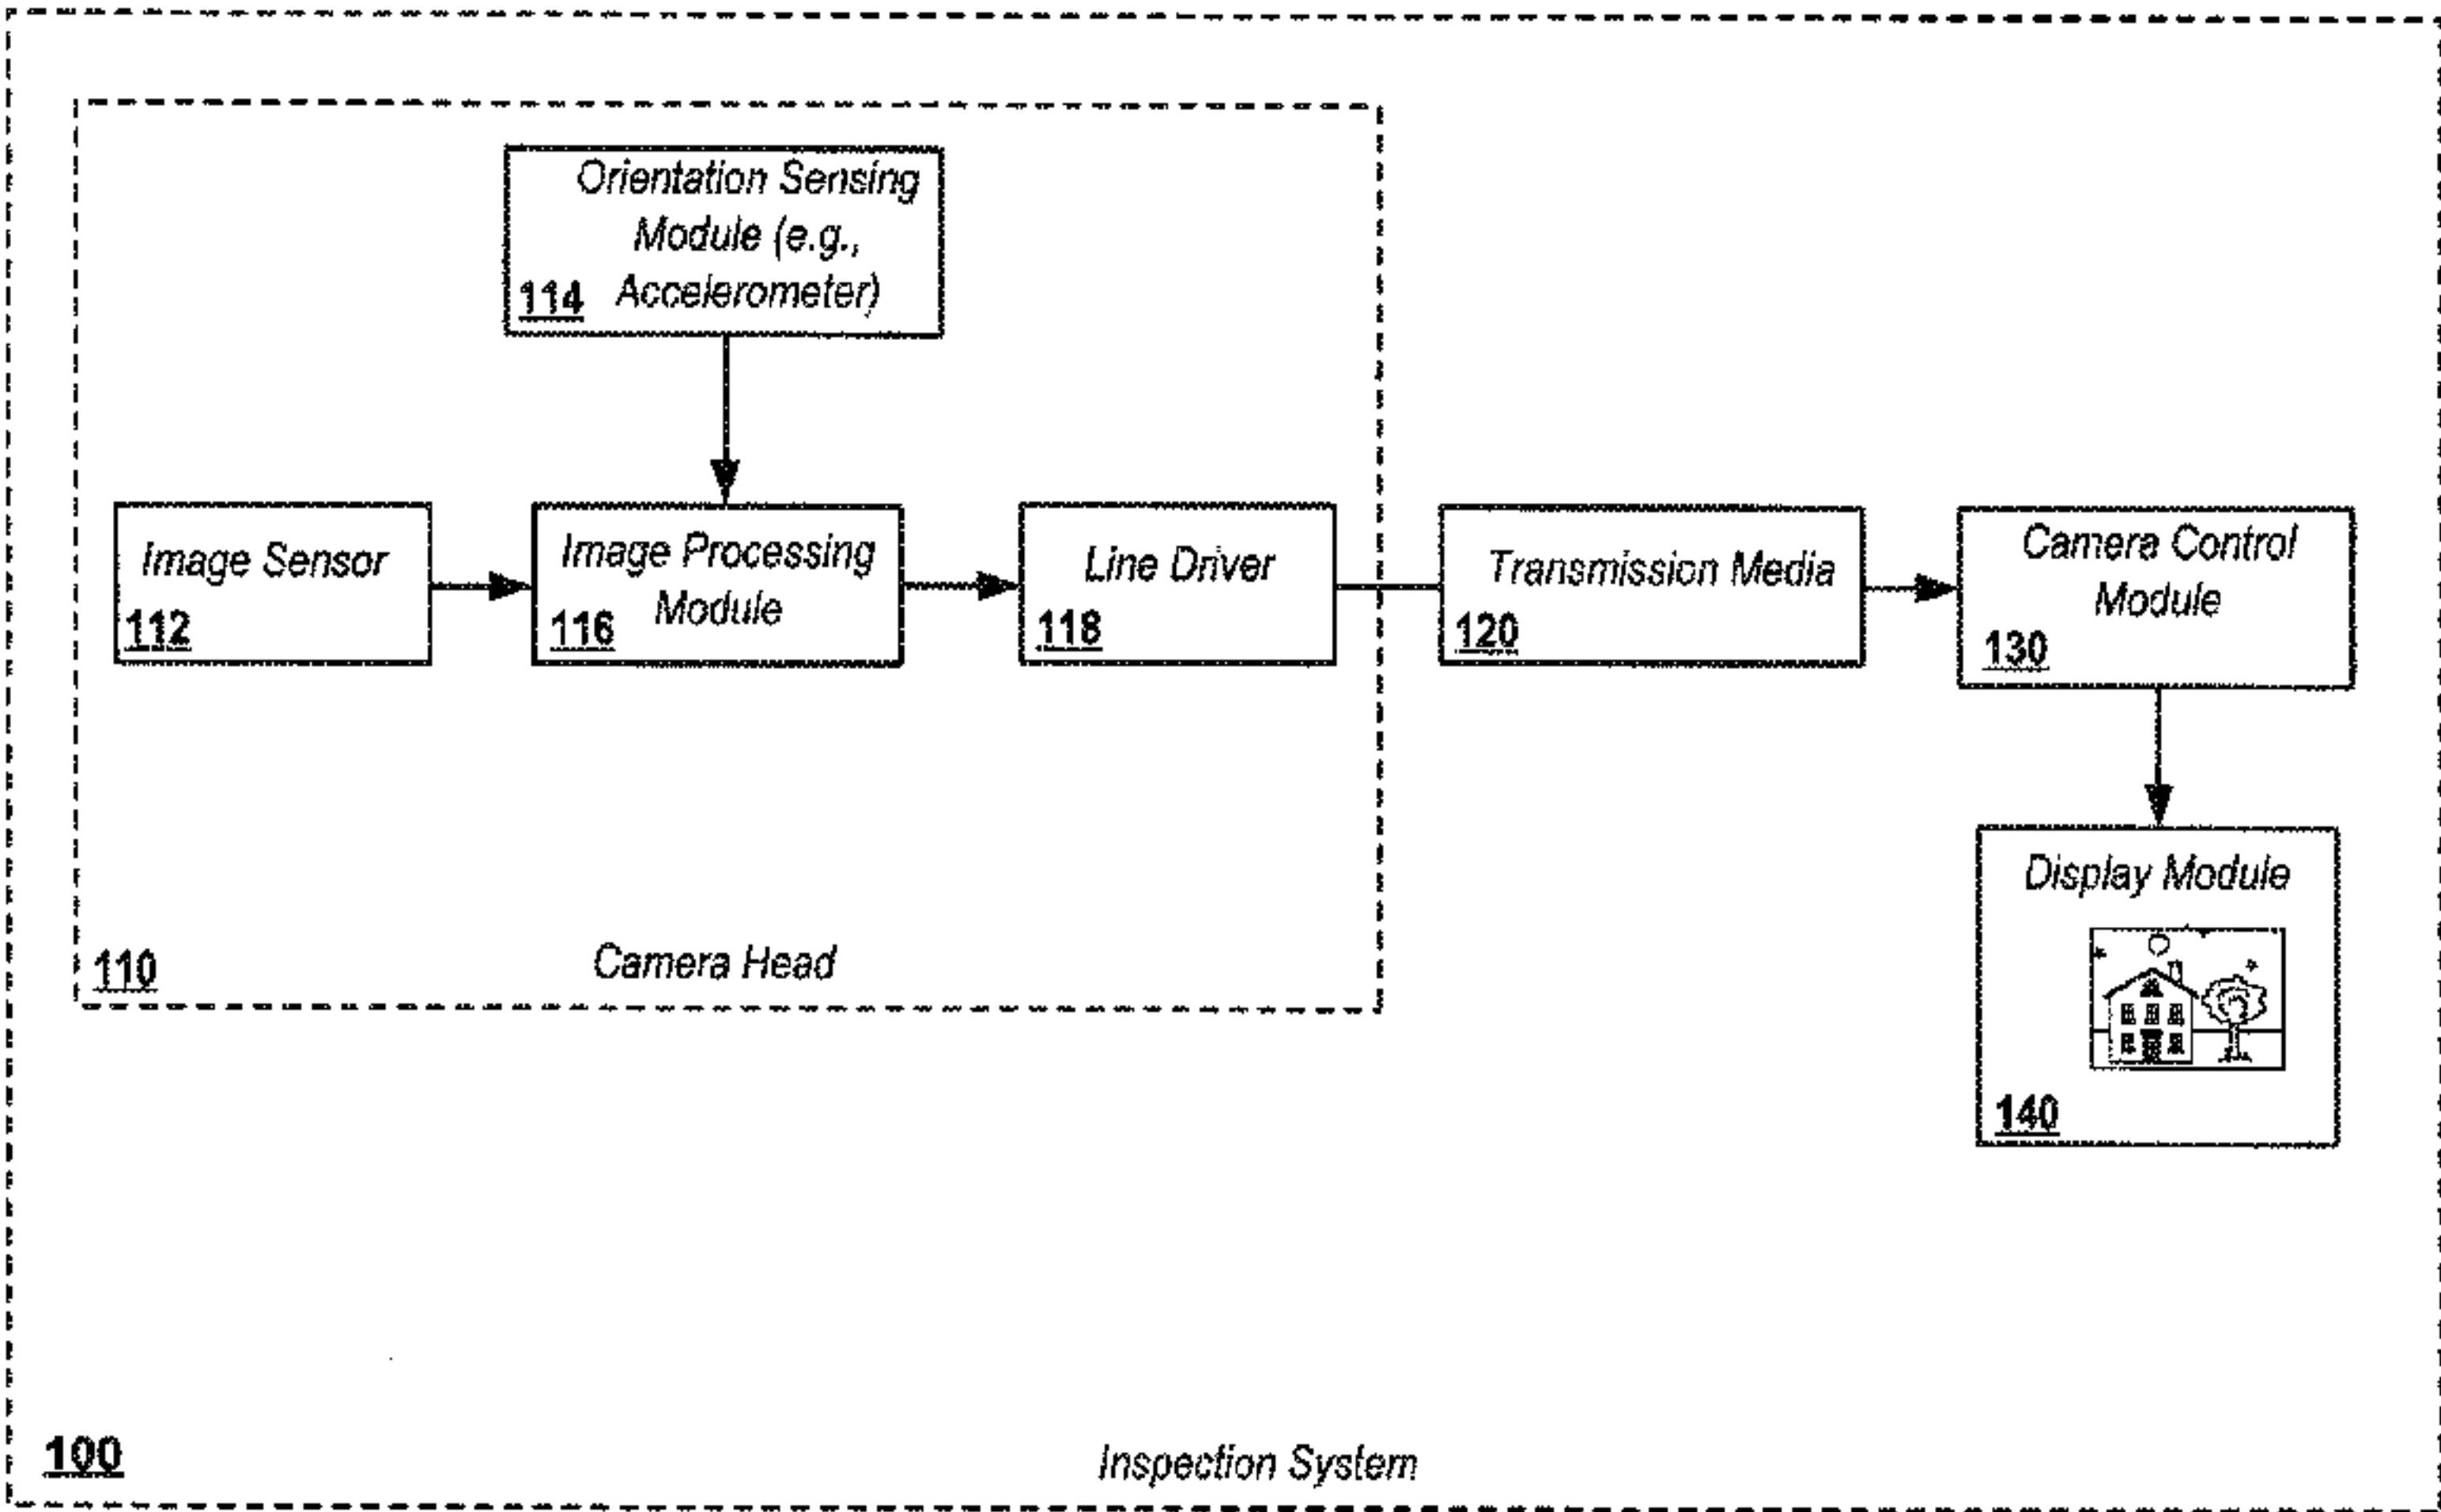 Orientation Sensing
Module (e.g.,
114 Accelerometer)
Image Sensor
112
Image Processing
Module
116
Line Driver
118
Transmission Media
120
Camera Control
Module
130
Display Module
140
110
Camera Head
100
Inspection System